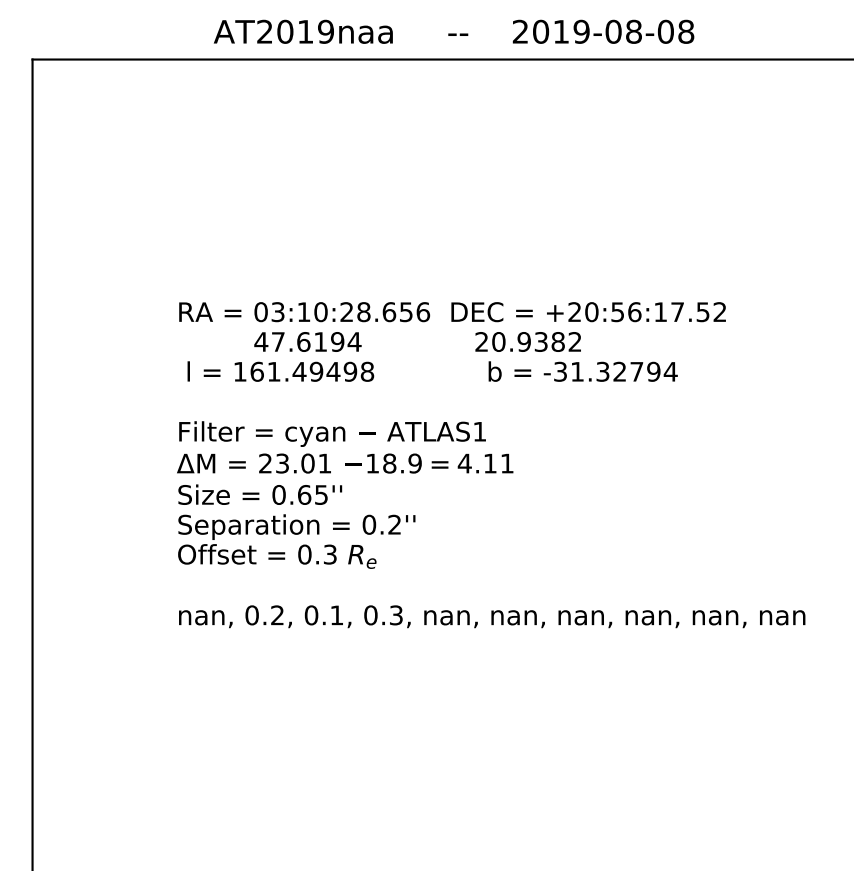 AT2019naa -- 2019-08-08
RA = 03:10:28.656 DEC = +20:56:17.52
47.6194 20.9382
l = 161.49498 b = -31.32794
Filter = cyan − ATLAS1
ΔM = 23.01 −18.9 = 4.11
Size = 0.65''
Separation = 0.2''
Offset = 0.3 Rₑ
nan, 0.2, 0.1, 0.3, nan, nan, nan, nan, nan, nan